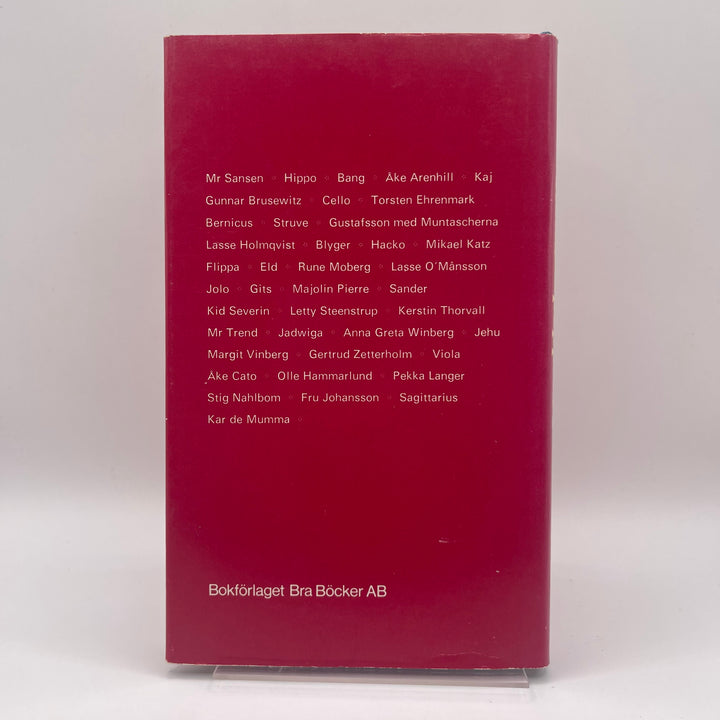 Mr Sansen ◦ Hippo ◦ Bang ◦ Åke Arenhill ◦ Kaj
Gunnar Brusewitz ◦ Cello ◦ Torsten Ehrenmark
Bernicus ◦ Struve ◦ Gustafsson med Muntascherna
Lasse Holmqvist ◦ Blyger ◦ Hacko ◦ Mikael Katz
Flippa ◦ Eld ◦ Rune Moberg ◦ Lasse O´Månsson
Jolo ◦ Gits ◦ Majolin Pierre ◦ Sander
Kid Severin ◦ Letty Steenstrup ◦ Kerstin Thorvall
Mr Trend ◦ Jadwiga ◦ Anna Greta Winberg ◦ Jehu
Margit Vinberg ◦ Gertrud Zetterholm ◦ Viola
Åke Cato ◦ Olle Hammarlund ◦ Pekka Langer
Stig Nahlbom ◦ Fru Johansson ◦ Sagittarius
Kar de Mumma ◦
Bokförlaget Bra Böcker AB